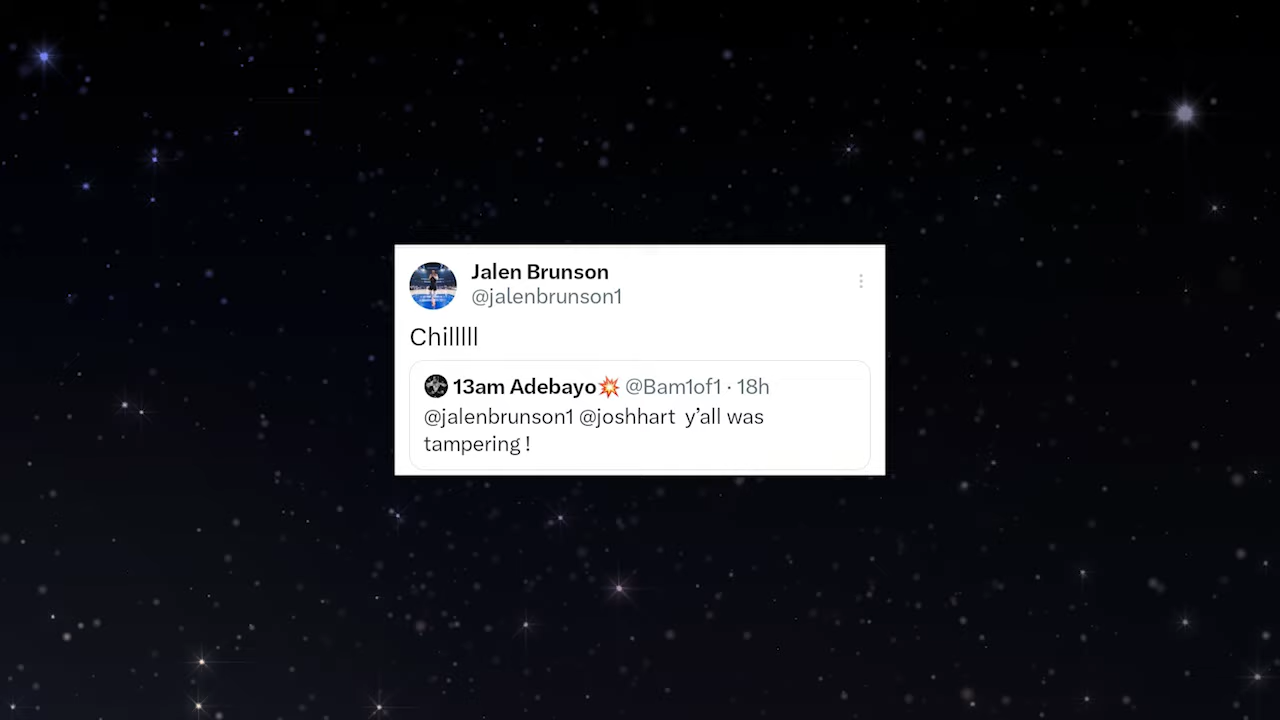 Jalen Brunson
@jalenbrunson1
Chilllll
13am Adebayo💥 @Bam1of1 · 18h
@jalenbrunson1 @joshhart y’all was
tampering !